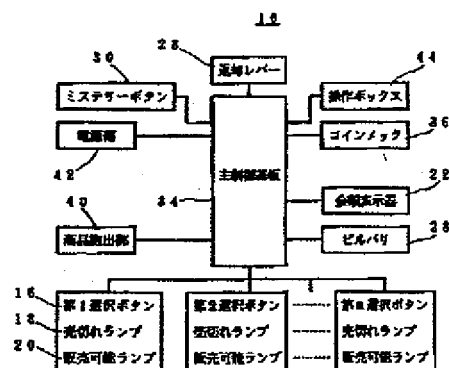 10
28
返却レバー
30
44
ミステリーボタン
操作ボックス
電源部
コインメック
36
42
主制御基板
34
金額表示器
22
40
商品搬出部
ビルバリ
28
16
第1選択ボタン
第2選択ボタン
第n選択ボタン
18
売切れランプ
売切れランプ
売切れランプ
20
販売可能ランプ
販売可能ランプ
販売可能ランプ